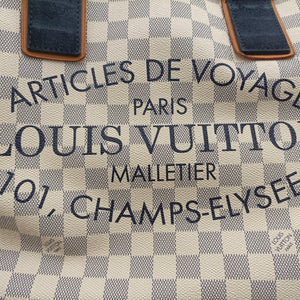 ARTICLES DE VOYAGE
PARIS
LOUIS VUITTON
MALLETIER
101, CHAMPS-ELYSEE